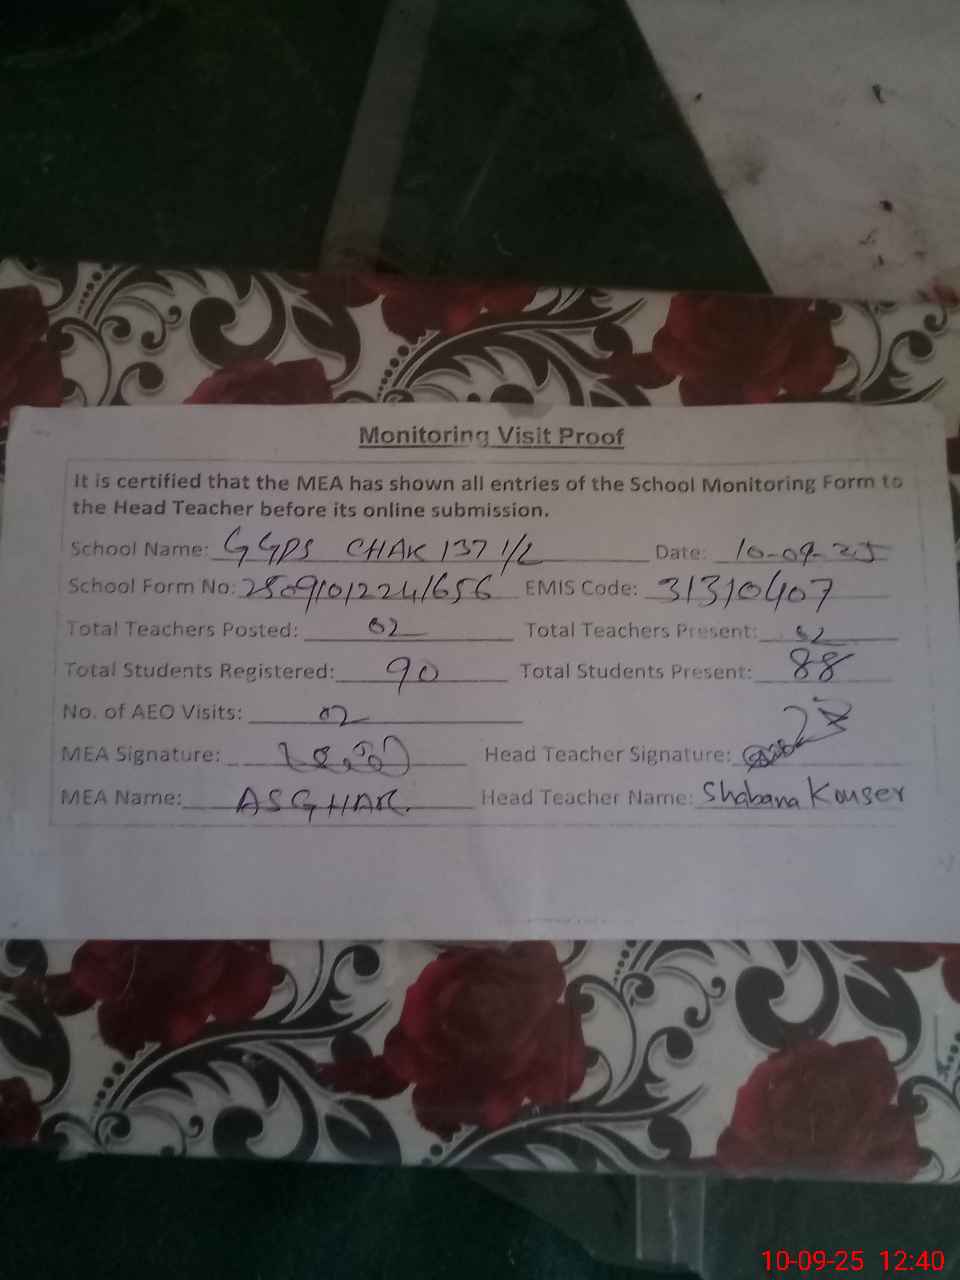 Monitoring Visit Proof
It is certified that the MEA has shown all entries of the School Monitoring Form to
the Head Teacher before its online submission.
School Name: GGPS CHAK 137 1/L Date: 10-09-25
School Form No: 25091012241656 EMIS Code: 31310407
Total Teachers Posted: 02 Total Teachers Present: 02
Total Students Registered: 90 Total Students Present: 88
No. of AEO Visits: 02
MEA Signature: Head Teacher Signature:
MEA Name: ASGHAR. Head Teacher Name: Shabana Kouser
10-09-25 12:40